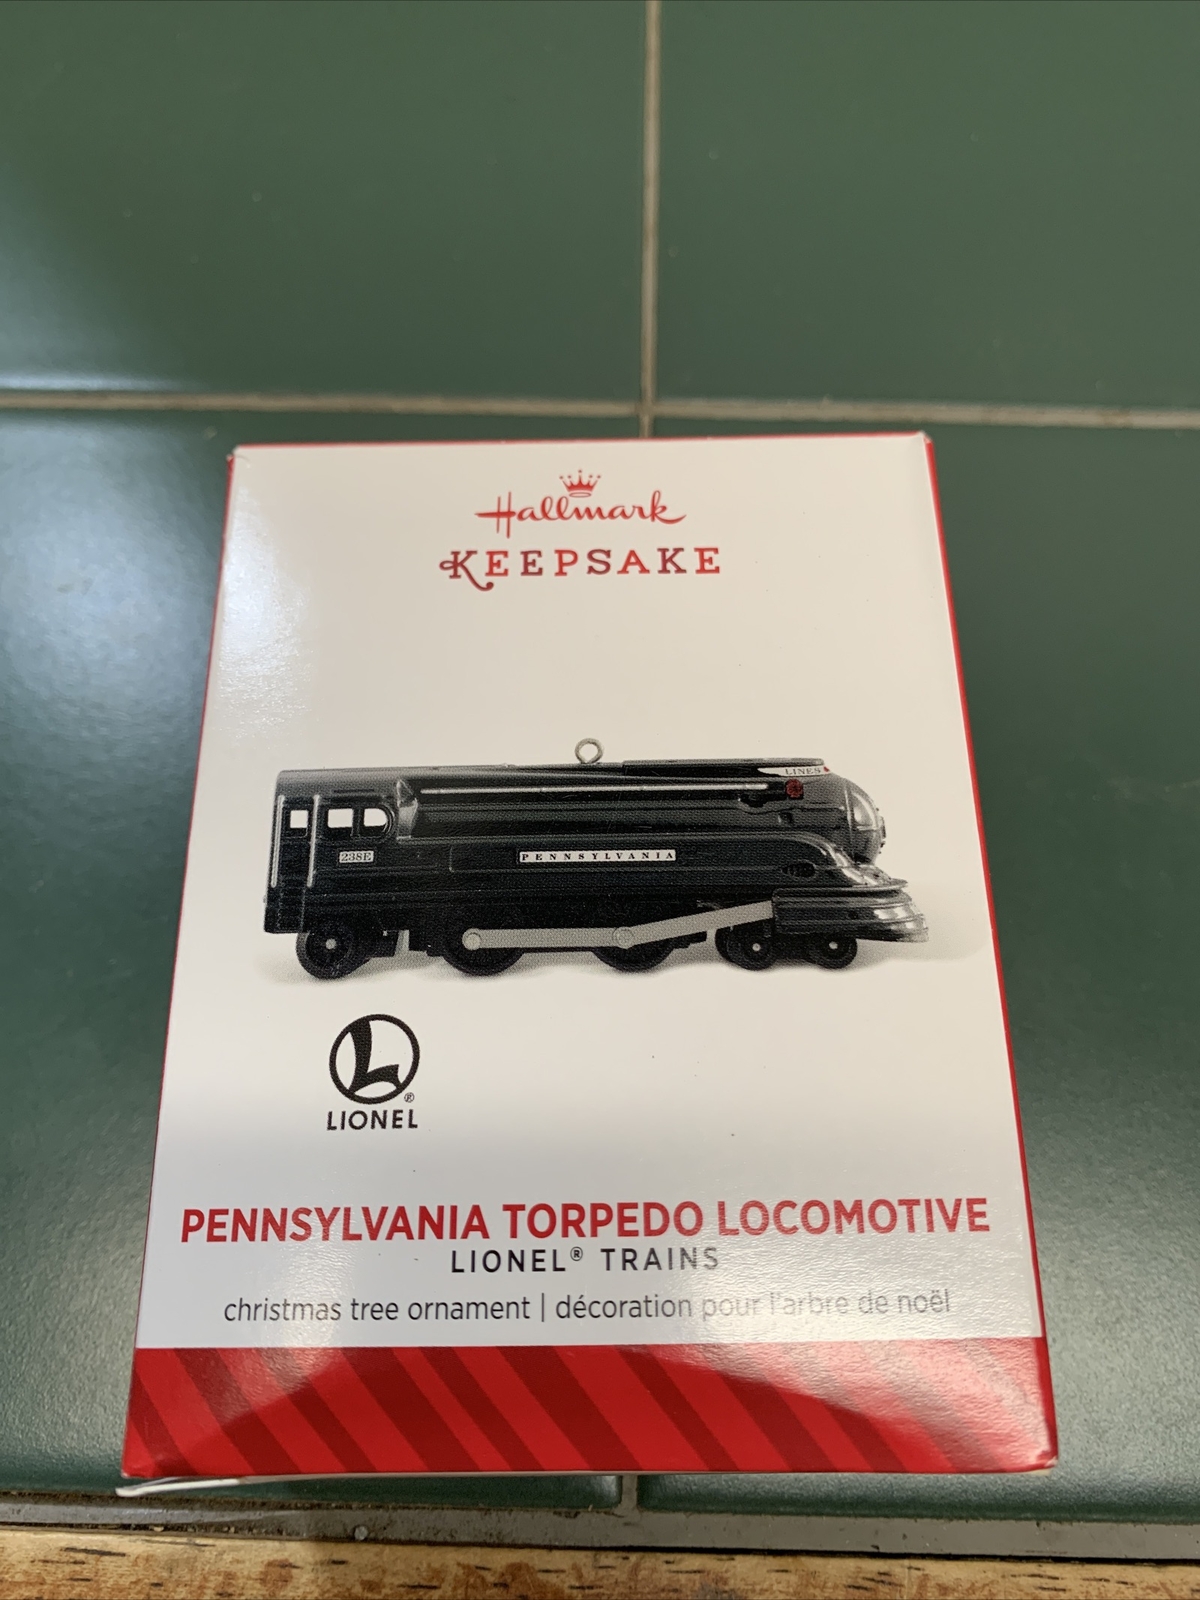 Hallmark
KEEPSAKE
LINES
238E
PENNSYLVANIA
L®
LIONEL
PENNSYLVANIA TORPEDO LOCOMOTIVE
LIONEL® TRAINS
christmas tree ornament | décoration pour l'arbre de noël